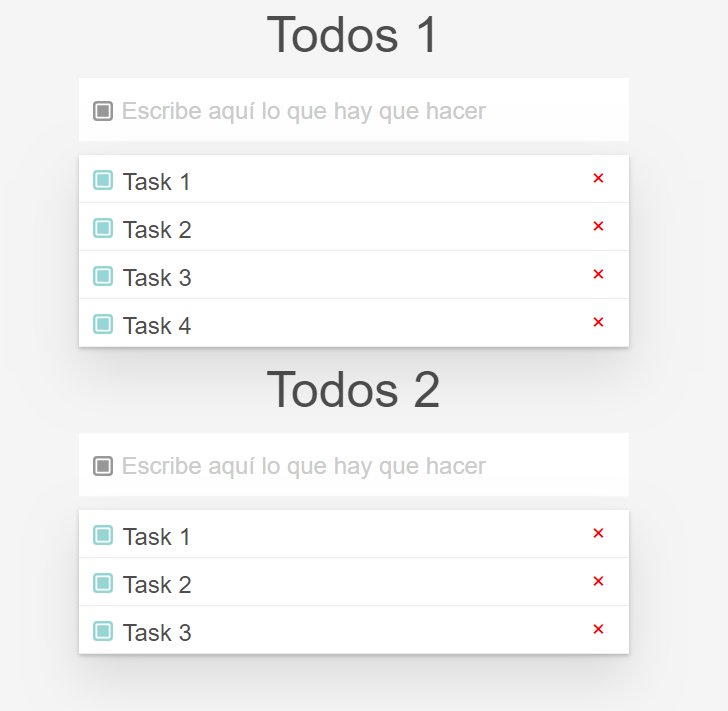 Todos 1
Escribe aquí lo que hay que hacer
Task 1
Task 2
Task 3
Task 4
Todos 2
Escribe aquí lo que hay que hacer
Task 1
Task 2
Task 3